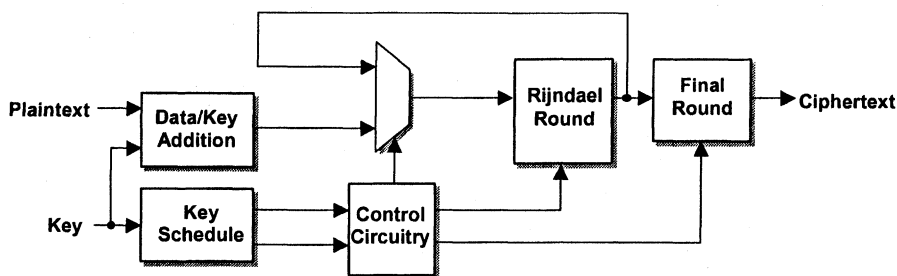 Plaintext
Data/Key
Addition
Key
Key
Schedule
Control
Circuitry
Rijndael
Round
Final
Round
Ciphertext